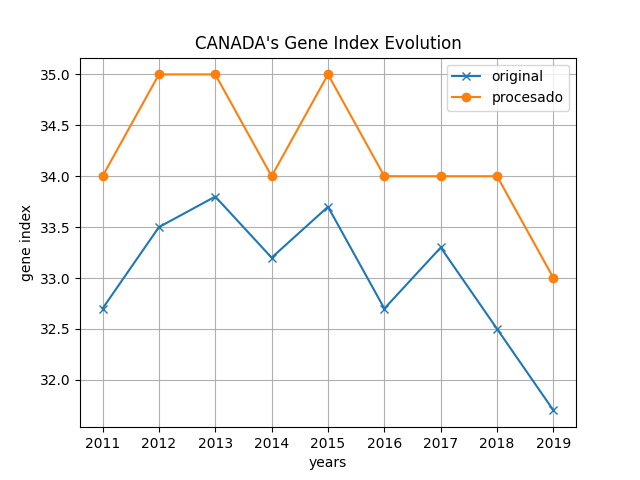 CANADA's Gene Index Evolution
original
procesado
35.0
34.5
34.0
33.5
33.0
32.5
32.0
gene index
2011 2012 2013 2014 2015 2016 2017 2018 2019
years